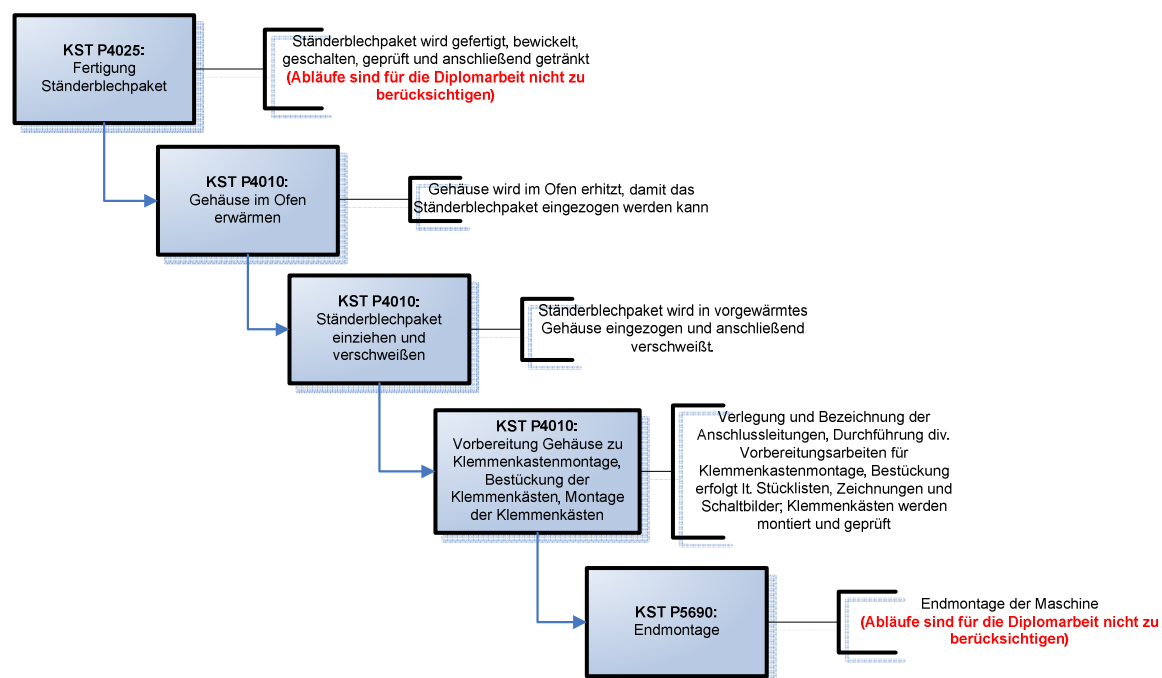 KST P4025:
Fertigung
Ständerblechpaket
Ständerblechpaket wird gefertigt, bewickelt,
geschalten, geprüft und anschließend getränkt
(Abläufe sind für die Diplomarbeit nicht zu
berücksichtigen)
KST P4010:
Gehäuse im Ofen
erwärmen
Gehäuse wird im Ofen erhitzt, damit das
Ständerblechpaket eingezogen werden kann
KST P4010:
Ständerblechpaket
einziehen und
verschweißen
Ständerblechpaket wird in vorgewärmtes
Gehäuse eingezogen und anschließend
verschweißt.
KST P4010:
Vorbereitung Gehäuse zu
Klemmenkastenmontage,
Bestückung der
Klemmenkästen, Montage
der Klemmenkästen
Verlegung und Bezeichnung der
Anschlussleitungen, Durchführung div.
Vorbereitungsarbeiten für
Klemmenkastenmontage, Bestückung
erfolgt lt. Stücklisten, Zeichnungen und
Schaltbilder; Klemmenkästen werden
montiert und geprüft
KST P5690:
Endmontage
Endmontage der Maschine
(Abläufe sind für die Diplomarbeit nicht zu
berücksichtigen)